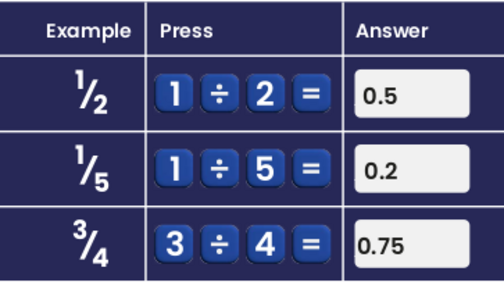 Example Press Answer
1/2 1 ÷ 2 = 0.5
1/5 1 ÷ 5 = 0.2
3/4 3 ÷ 4 = 0.75